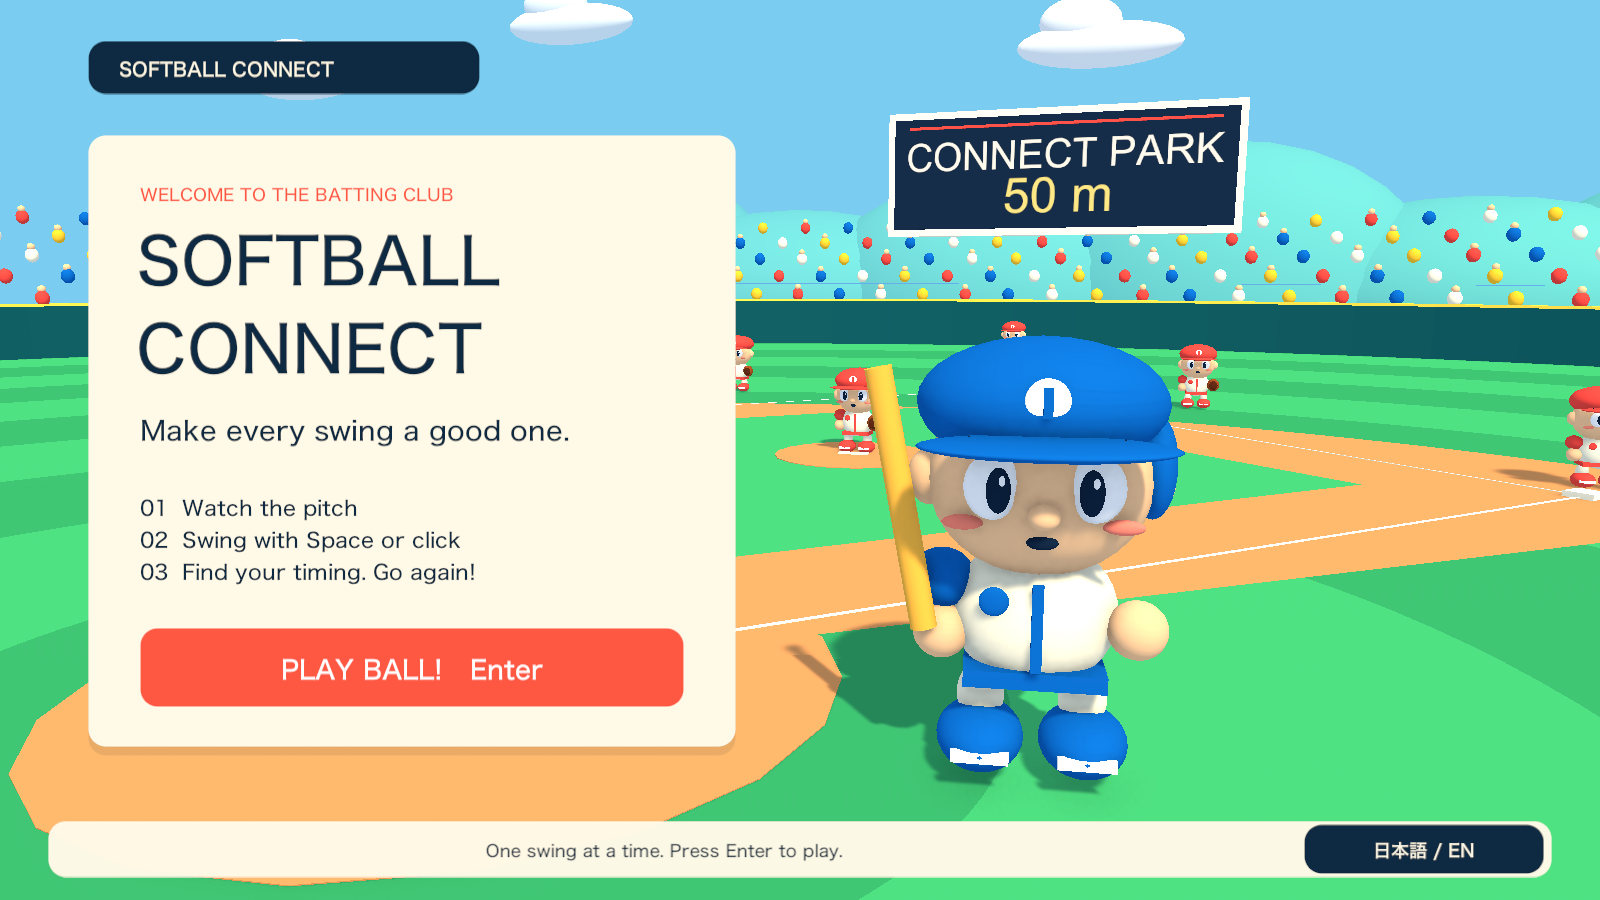 SOFTBALL CONNECT
WELCOME TO THE BATTING CLUB
SOFTBALL
CONNECT
Make every swing a good one.
01 Watch the pitch
02 Swing with Space or click
03 Find your timing. Go again!
PLAY BALL! Enter
CONNECT PARK
50 m
One swing at a time. Press Enter to play.
日本語 / EN